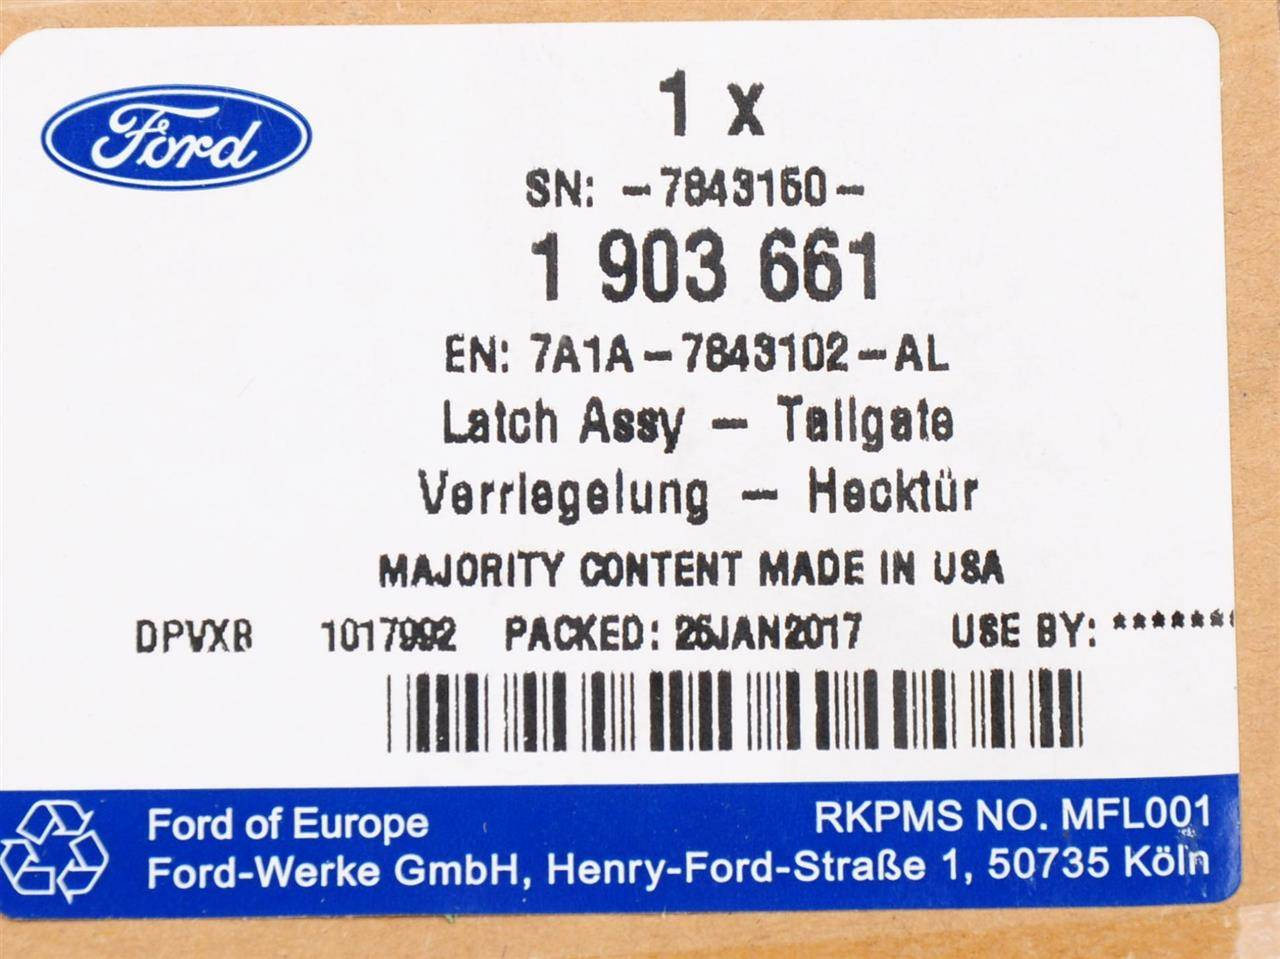 Ford
1 x
SN: -7843150-
1 903 661
EN: 7A1A-7843102-AL
Latch Assy - Tailgate
Verriegelung - Hecktür
MAJORITY CONTENT MADE IN USA
DPVXB 1017992 PACKED: 25JAN2017 USE BY: *******
Ford of Europe RKPMS NO. MFL001
Ford-Werke GmbH, Henry-Ford-Straße 1, 50735 Köln